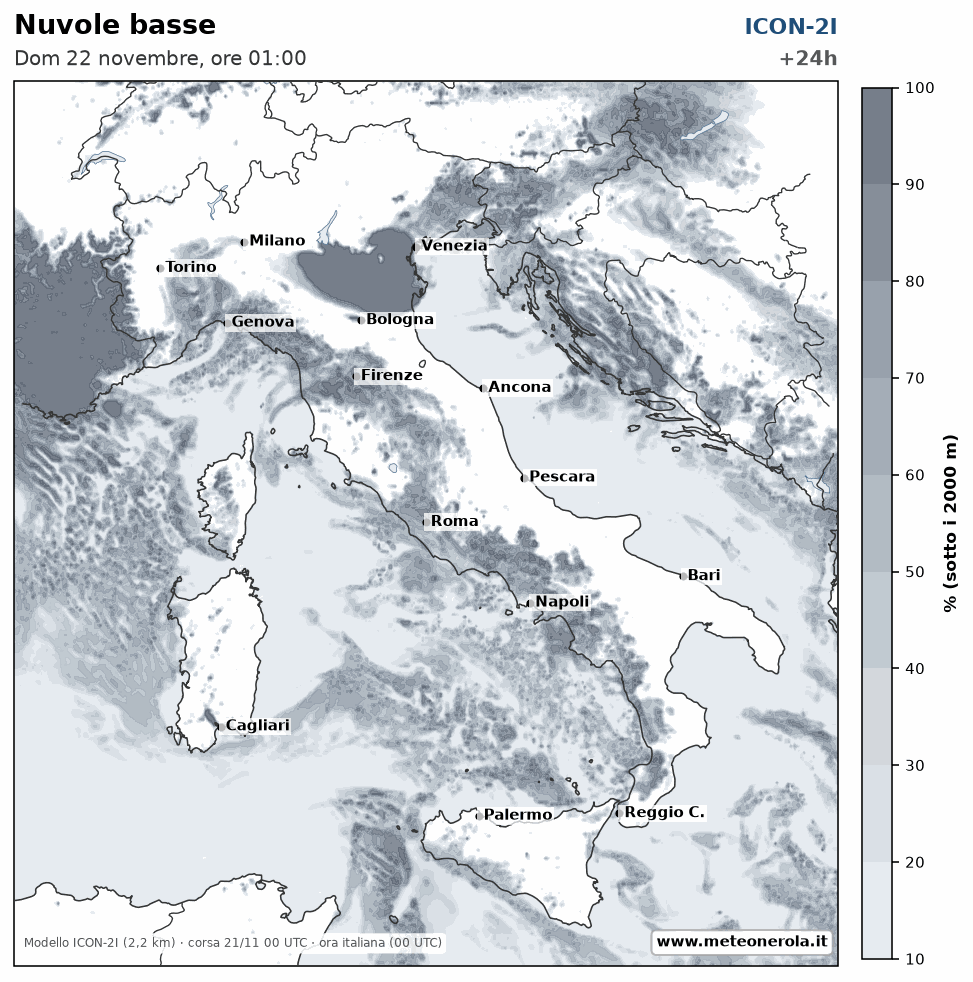 Nuvole basse
ICON-2I
Dom 22 novembre, ore 01:00
+24h
Milano
Venezia
Torino
Genova
Bologna
Firenze
Ancona
Pescara
Roma
Bari
Napoli
Cagliari
Palermo
Reggio C.
100
90
80
70
60
50
40
30
20
10
% (sotto i 2000 m)
Modello ICON-2I (2,2 km) · corsa 21/11 00 UTC · ora italiana (00 UTC)
www.meteonerola.it